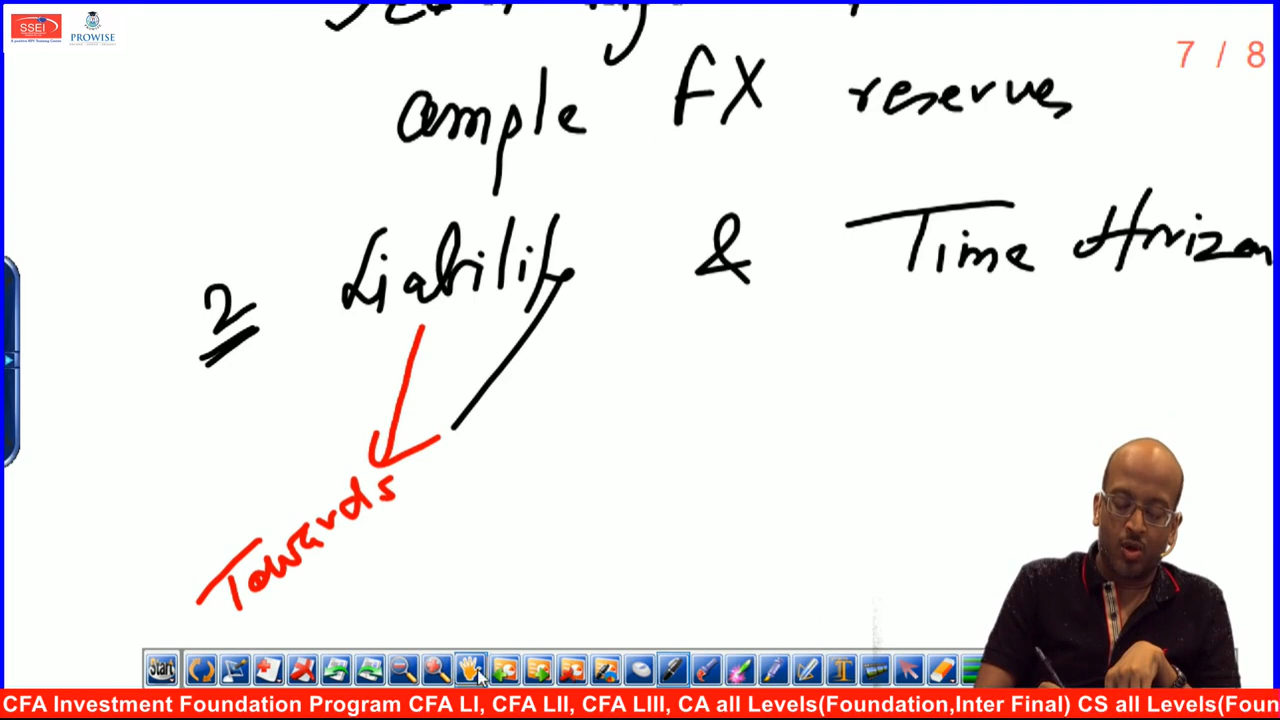 SSEI
PROWISE
7 / 8
ample FX reserves
2 Liability & Time Horizon
Towards
Start
CFA Investment Foundation Program CFA LI, CFA LII, CFA LIII, CA all Levels(Foundation,Inter Final) CS all Levels(Foun